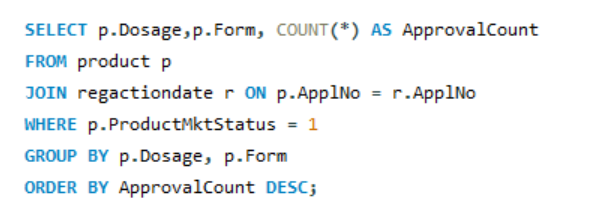 SELECT p.Dosage,p.Form, COUNT(*) AS ApprovalCount
FROM product p
JOIN regactiondate r ON p.ApplNo = r.ApplNo
WHERE p.ProductMktStatus = 1
GROUP BY p.Dosage, p.Form
ORDER BY ApprovalCount DESC;